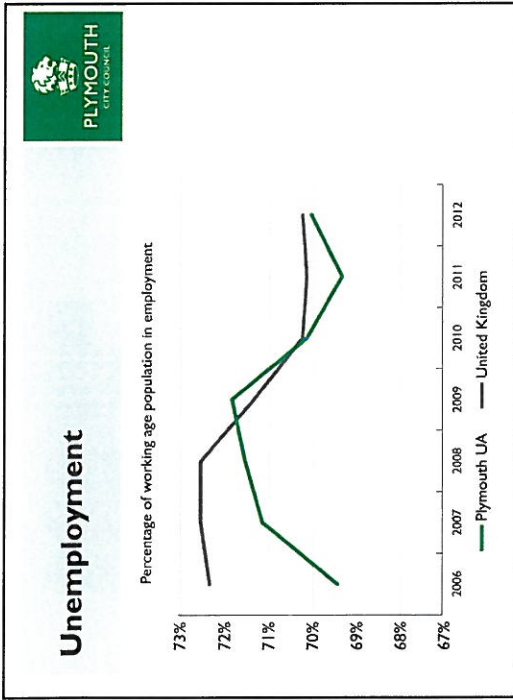 Unemployment
PLYMOUTH
CITY COUNCIL
Percentage of working age population in employment
73%
72%
71%
70%
69%
68%
67%
2006 2007 2008 2009 2010 2011 2012
Plymouth UA United Kingdom